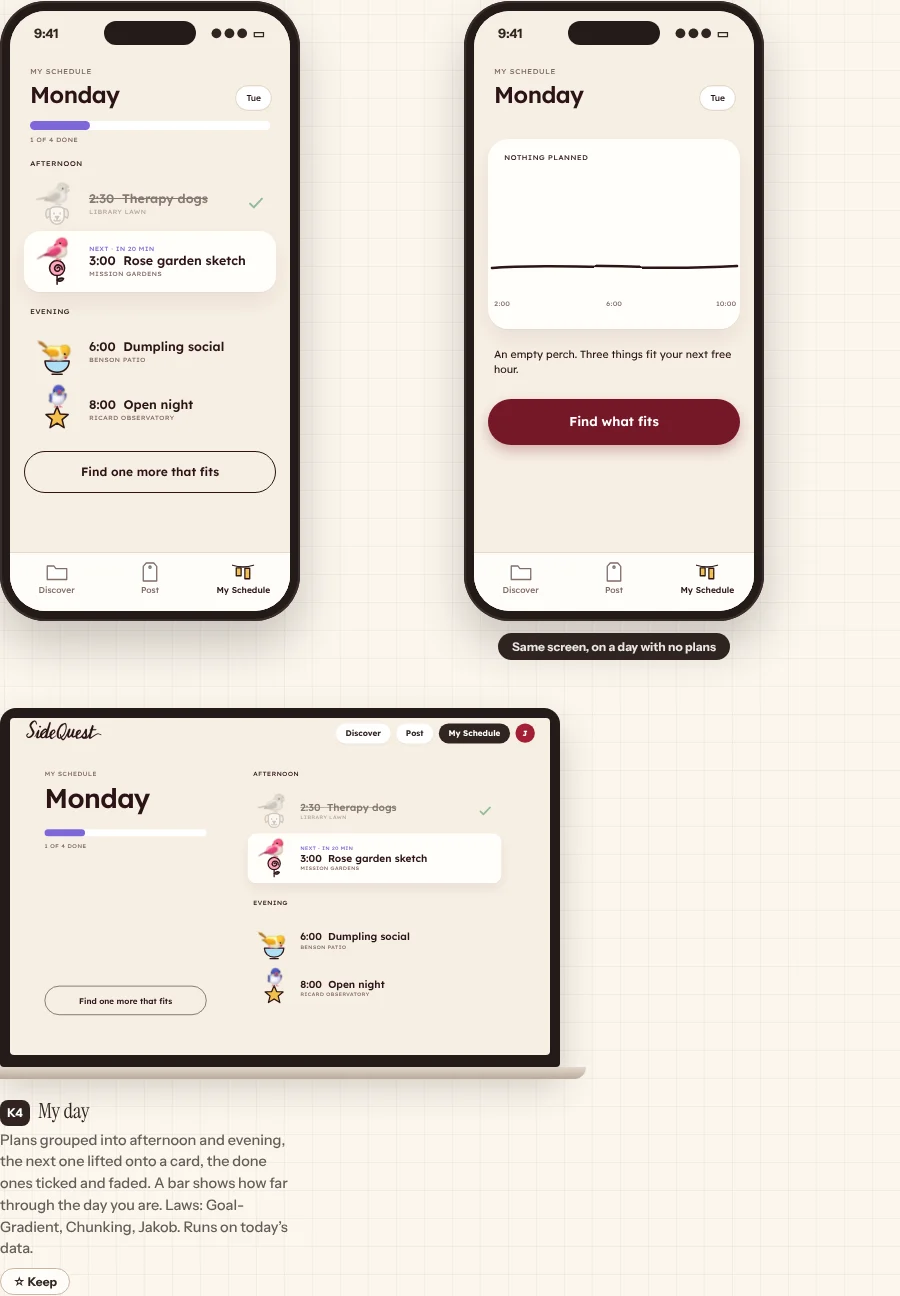 9:41
MY SCHEDULE
Monday
Tue
1 OF 4 DONE
AFTERNOON
2:30 Therapy dogs
LIBRARY LAWN
NEXT · IN 20 MIN
3:00 Rose garden sketch
MISSION GARDENS
EVENING
6:00 Dumpling social
BENSON PATIO
8:00 Open night
RICARD OBSERVATORY
Find one more that fits
Discover
Post
My Schedule
9:41
MY SCHEDULE
Monday
Tue
NOTHING PLANNED
2:00 6:00 10:00
An empty perch. Three things fit your next free
hour.
Find what fits
Discover
Post
My Schedule
Same screen, on a day with no plans
SideQuest
Discover
Post
My Schedule
J
MY SCHEDULE
Monday
1 OF 4 DONE
Find one more that fits
AFTERNOON
2:30 Therapy dogs
LIBRARY LAWN
NEXT · IN 20 MIN
3:00 Rose garden sketch
MISSION GARDENS
EVENING
6:00 Dumpling social
BENSON PATIO
8:00 Open night
RICARD OBSERVATORY
K4 My day
Plans grouped into afternoon and evening,
the next one lifted onto a card, the done
ones ticked and faded. A bar shows how far
through the day you are. Laws: Goal-
Gradient, Chunking, Jakob. Runs on today's
data.
☆ Keep